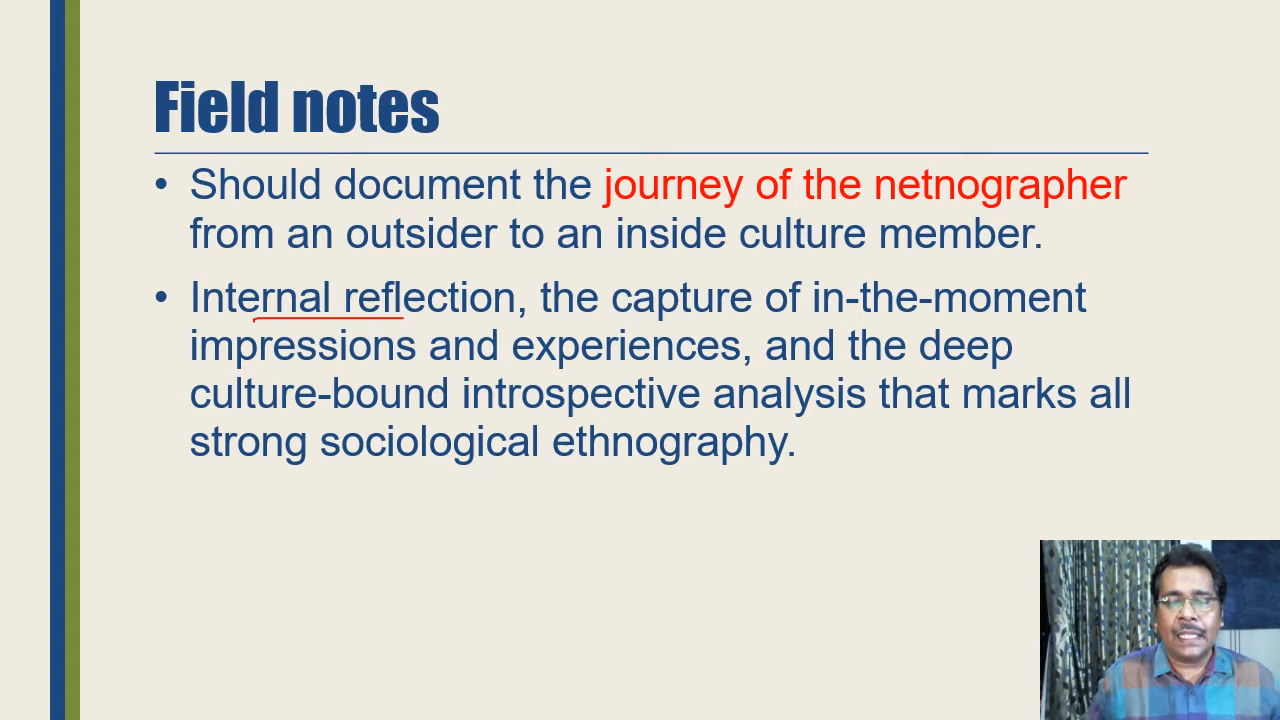 Field notes
• Should document the journey of the netnographer
from an outsider to an inside culture member.
• Internal reflection, the capture of in-the-moment
impressions and experiences, and the deep
culture-bound introspective analysis that marks all
strong sociological ethnography.